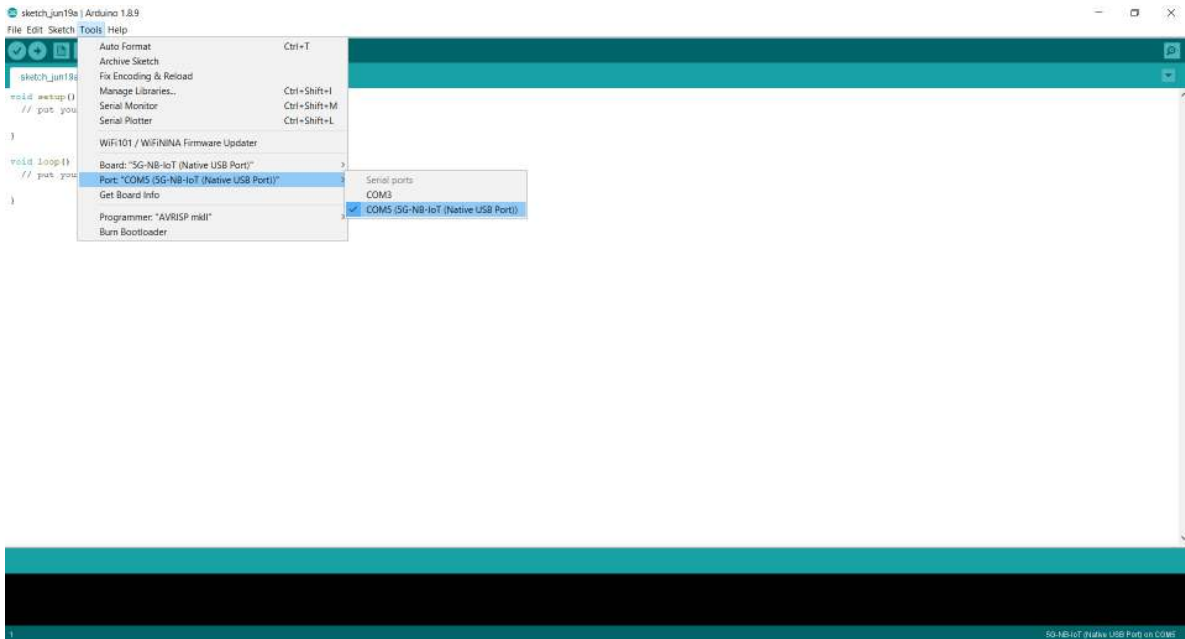 sketch_jun19a | Arduino 1.8.9
File Edit Sketch Tools Help
Auto Format Ctrl+T
Archive Sketch
Fix Encoding & Reload
Manage Libraries... Ctrl+Shift+I
Serial Monitor Ctrl+Shift+M
Serial Plotter Ctrl+Shift+L
WiFi101 / WiFiNINA Firmware Updater
Board: "5G-NB-IoT (Native USB Port)"
Port: "COM5 (5G-NB-IoT (Native USB Port))"
Get Board Info
Programmer: "AVRISP mkII"
Burn Bootloader
Serial ports
COM3
COM5 (5G-NB-IoT (Native USB Port))
sketch_jun19a
void setup()
// put you
}
void loop()
// put you
}
1
5G-NB-IoT (Native USB Port) on COM5